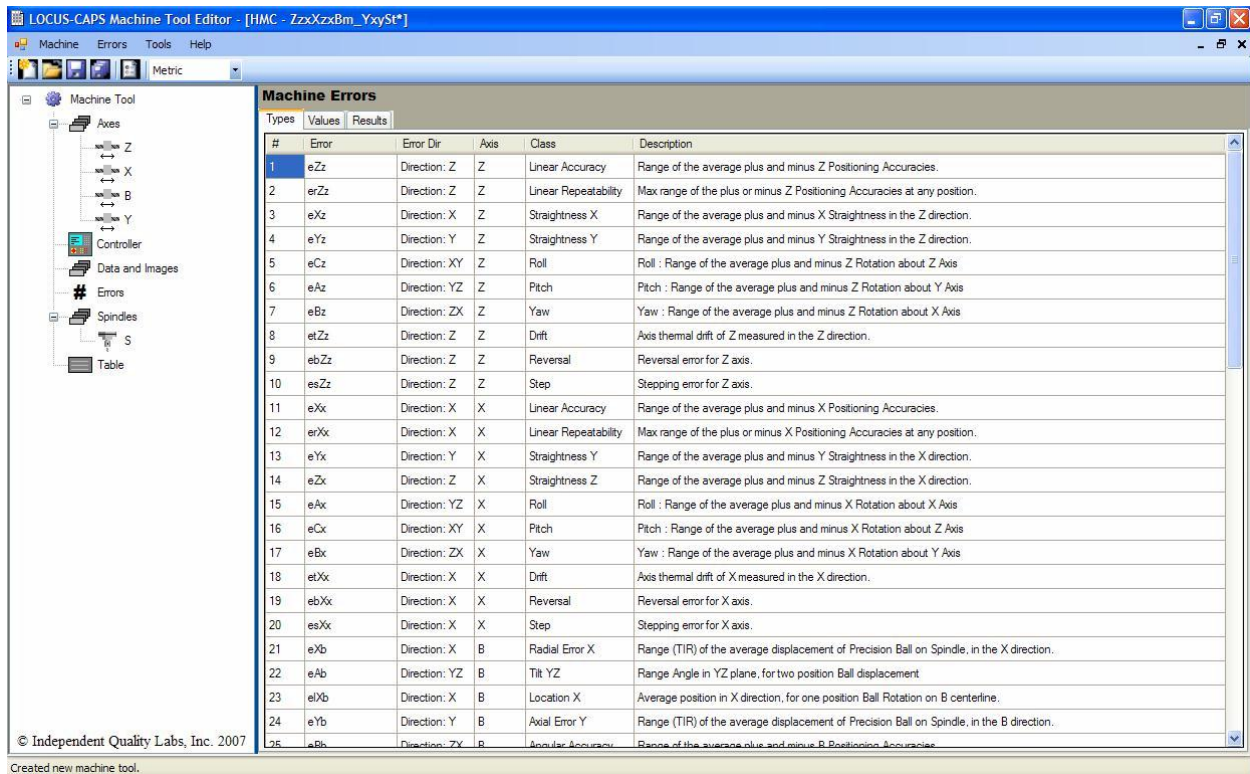 LOCUS-CAPS Machine Tool Editor - [HMC - ZzxXzxBm_YxySt*]
Machine Errors Tools Help
Metric
Machine Tool
Axes
Z
X
B
Y
Controller
Data and Images
# Errors
Spindles
S
Table
© Independent Quality Labs, Inc. 2007
Machine Errors
Types Values Results
# Error Error Dir Axis Class Description
1 eZz Direction: Z Z Linear Accuracy Range of the average plus and minus Z Positioning Accuracies.
2 erZz Direction: Z Z Linear Repeatability Max range of the plus or minus Z Positioning Accuracies at any position.
3 eXz Direction: X Z Straightness X Range of the average plus and minus X Straightness in the Z direction.
4 eYz Direction: Y Z Straightness Y Range of the average plus and minus Y Straightness in the Z direction.
5 eCz Direction: XY Z Roll Roll : Range of the average plus and minus Z Rotation about Z Axis
6 eAz Direction: YZ Z Pitch Pitch : Range of the average plus and minus Z Rotation about Y Axis
7 eBz Direction: ZX Z Yaw Yaw : Range of the average plus and minus Z Rotation about X Axis
8 etZz Direction: Z Z Drift Axis thermal drift of Z measured in the Z direction.
9 ebZz Direction: Z Z Reversal Reversal error for Z axis.
10 esZz Direction: Z Z Step Stepping error for Z axis.
11 eXx Direction: X X Linear Accuracy Range of the average plus and minus X Positioning Accuracies.
12 erXx Direction: X X Linear Repeatability Max range of the plus or minus X Positioning Accuracies at any position.
13 eYx Direction: Y X Straightness Y Range of the average plus and minus Y Straightness in the X direction.
14 eZx Direction: Z X Straightness Z Range of the average plus and minus Z Straightness in the X direction.
15 eAx Direction: YZ X Roll Roll : Range of the average plus and minus X Rotation about X Axis
16 eCx Direction: XY X Pitch Pitch : Range of the average plus and minus X Rotation about Z Axis
17 eBx Direction: ZX X Yaw Yaw : Range of the average plus and minus X Rotation about Y Axis
18 etXx Direction: X X Drift Axis thermal drift of X measured in the X direction.
19 ebXx Direction: X X Reversal Reversal error for X axis.
20 esXx Direction: X X Step Stepping error for X axis.
21 eXb Direction: X B Radial Error X Range (TIR) of the average displacement of Precision Ball on Spindle, in the X direction.
22 eAb Direction: YZ B Tilt YZ Range Angle in YZ plane, for two position Ball displacement
23 elXb Direction: X B Location X Average position in X direction, for one position Ball Rotation on B centerline.
24 eYb Direction: Y B Axial Error Y Range (TIR) of the average displacement of Precision Ball on Spindle, in the B direction.
25 eBb Direction: ZX B Angular Accuracy Range of the average plus and minus B Positioning Accuracies
Created new machine tool.